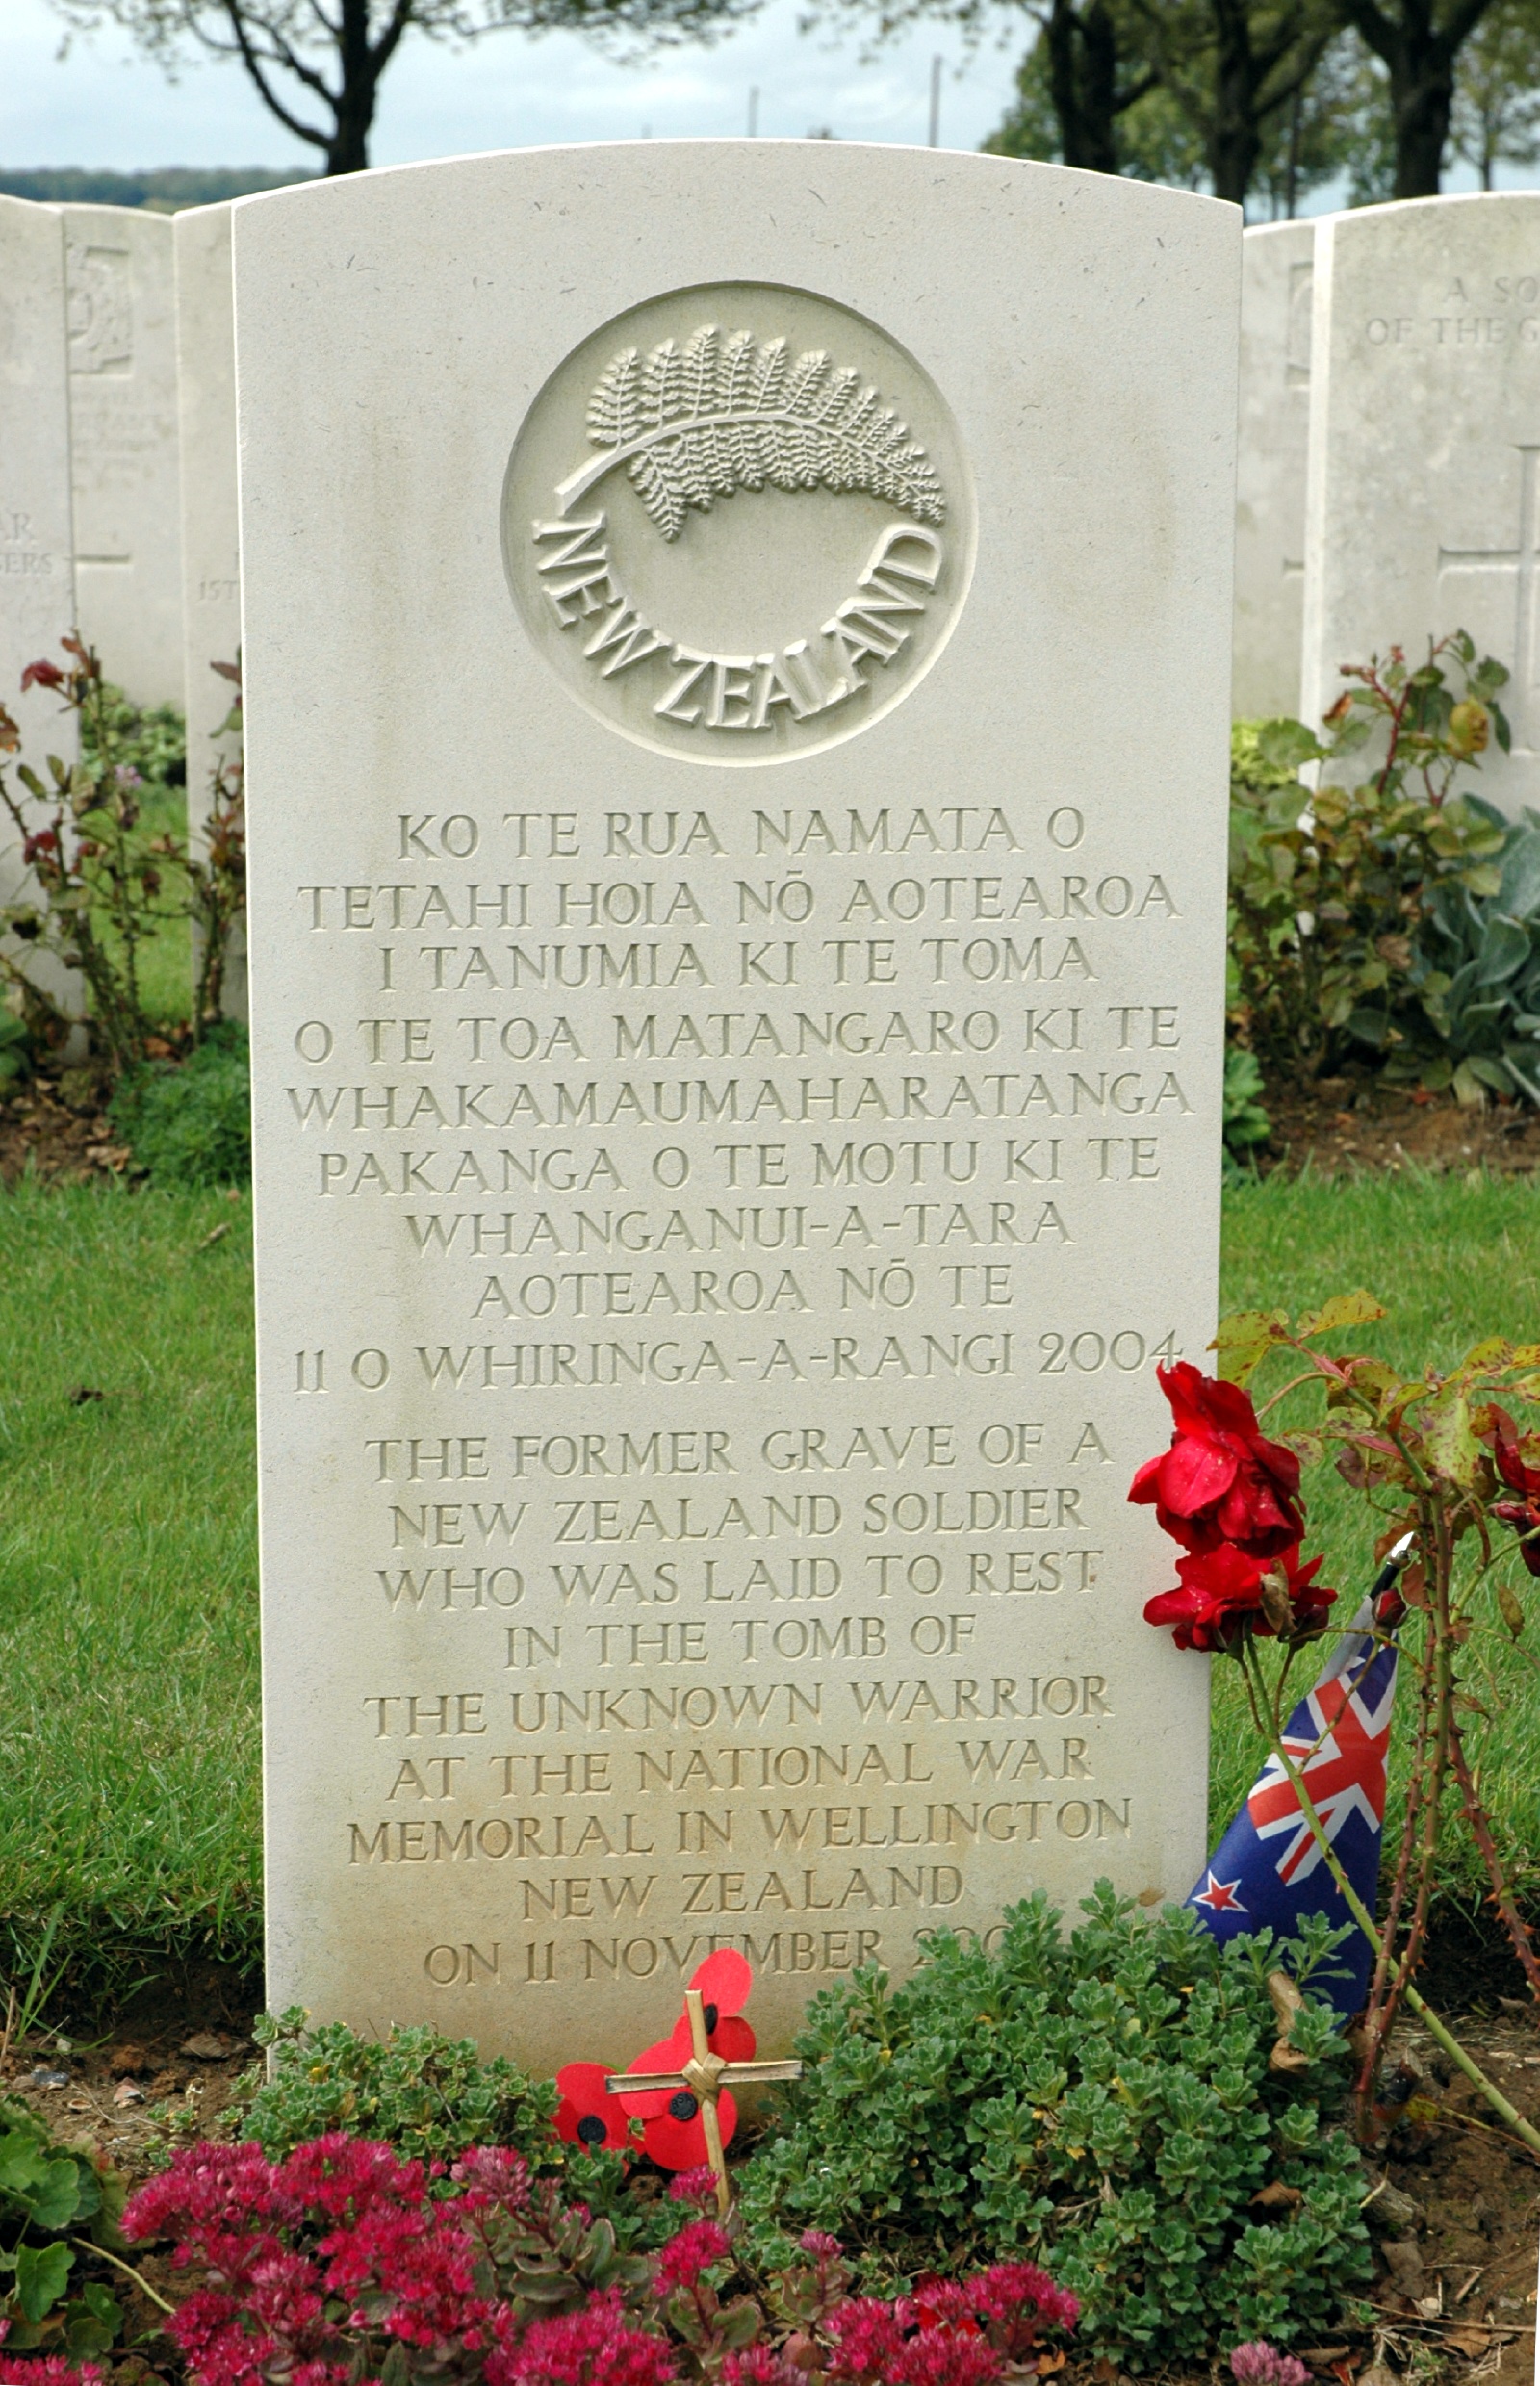 NEW ZEALAND
KO TE RUA NAMATA O
TETAHI HOIA NŌ AOTEAROA
I TANUMIA KI TE TOMA
O TE TOA MATANGARO KI TE
WHAKAMAUMAHARATANGA
PAKANGA O TE MOTU KI TE
WHANGANUI-A-TARA
AOTEAROA NŌ TE
11 O WHIRINGA-A-RANGI 2004
THE FORMER GRAVE OF A
NEW ZEALAND SOLDIER
WHO WAS LAID TO REST
IN THE TOMB OF
THE UNKNOWN WARRIOR
AT THE NATIONAL WAR
MEMORIAL IN WELLINGTON
NEW ZEALAND
ON 11 NOVEMBER
A
OF THE